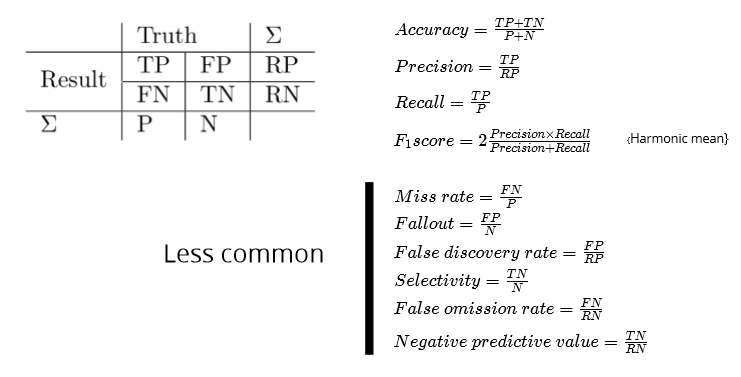 Truth Σ
Result TP FP RP
FN TN RN
Σ P N
Accuracy = TP+TN / P+N
Precision = TP / RP
Recall = TP / P
F₁score = 2 Precision×Recall / Precision+Recall {Harmonic mean}
Less common
Miss rate = FN / P
Fallout = FP / N
False discovery rate = FP / RP
Selectivity = TN / N
False omission rate = FN / RN
Negative predictive value = TN / RN